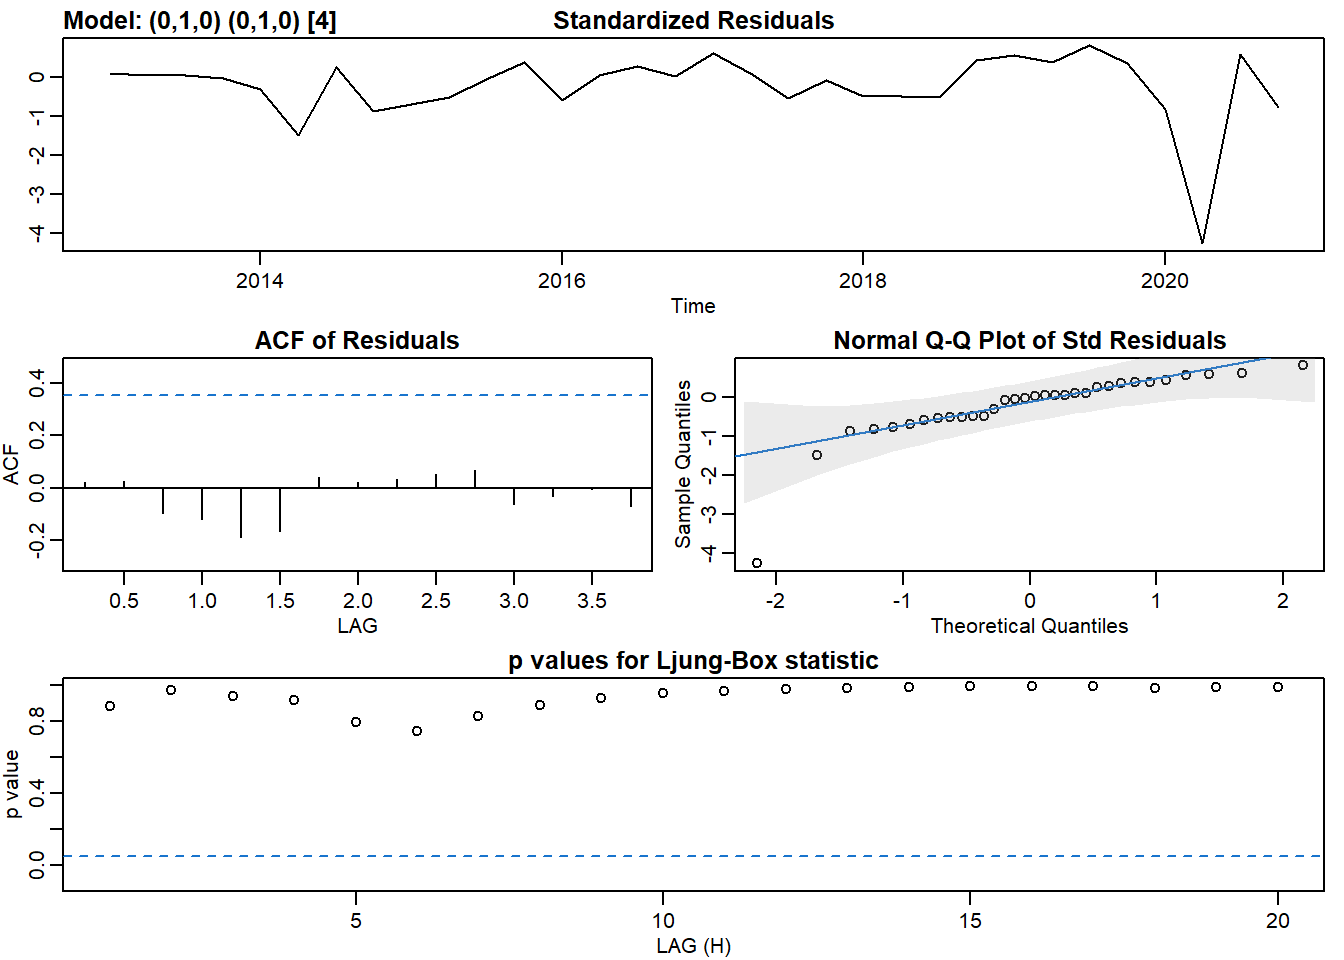 Model: (0,1,0) (0,1,0) [4]
Standardized Residuals
0
-1
-2
-3
-4
2014 2016 2018 2020
Time
ACF of Residuals
ACF
0.4
0.2
0.0
-0.2
0.5 1.0 1.5 2.0 2.5 3.0 3.5
LAG
Normal Q-Q Plot of Std Residuals
Sample Quantiles
0
-1
-2
-3
-4
-2 -1 0 1 2
Theoretical Quantiles
p values for Ljung-Box statistic
p value
0.8
0.4
0.0
5 10 15 20
LAG (H)